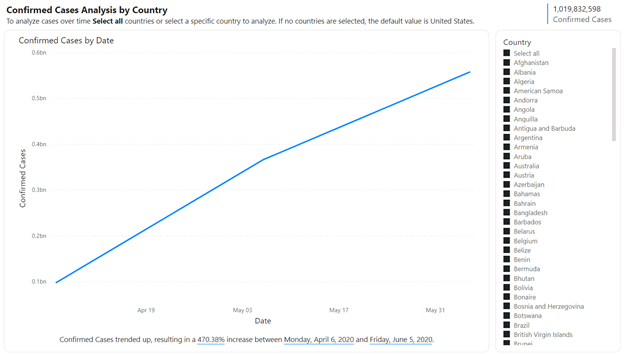 Confirmed Cases Analysis by Country
To analyze cases over time Select all countries or select a specific country to analyze. If no countries are selected, the default value is United States.
1,019,832,598
Confirmed Cases
Confirmed Cases by Date
0.6bn
0.5bn
0.4bn
0.3bn
0.2bn
0.1bn
Confirmed Cases
Apr 19
May 03
May 17
May 31
Date
Confirmed Cases trended up, resulting in a 470.38% increase between Monday, April 6, 2020 and Friday, June 5, 2020.
Country
Select all
Afghanistan
Albania
Algeria
American Samoa
Andorra
Angola
Anguilla
Antigua and Barbuda
Argentina
Armenia
Aruba
Australia
Austria
Azerbaijan
Bahamas
Bahrain
Bangladesh
Barbados
Belarus
Belgium
Belize
Benin
Bermuda
Bhutan
Bolivia
Bonaire
Bosnia and Herzegovina
Botswana
Brazil
British Virgin Islands
Brunei